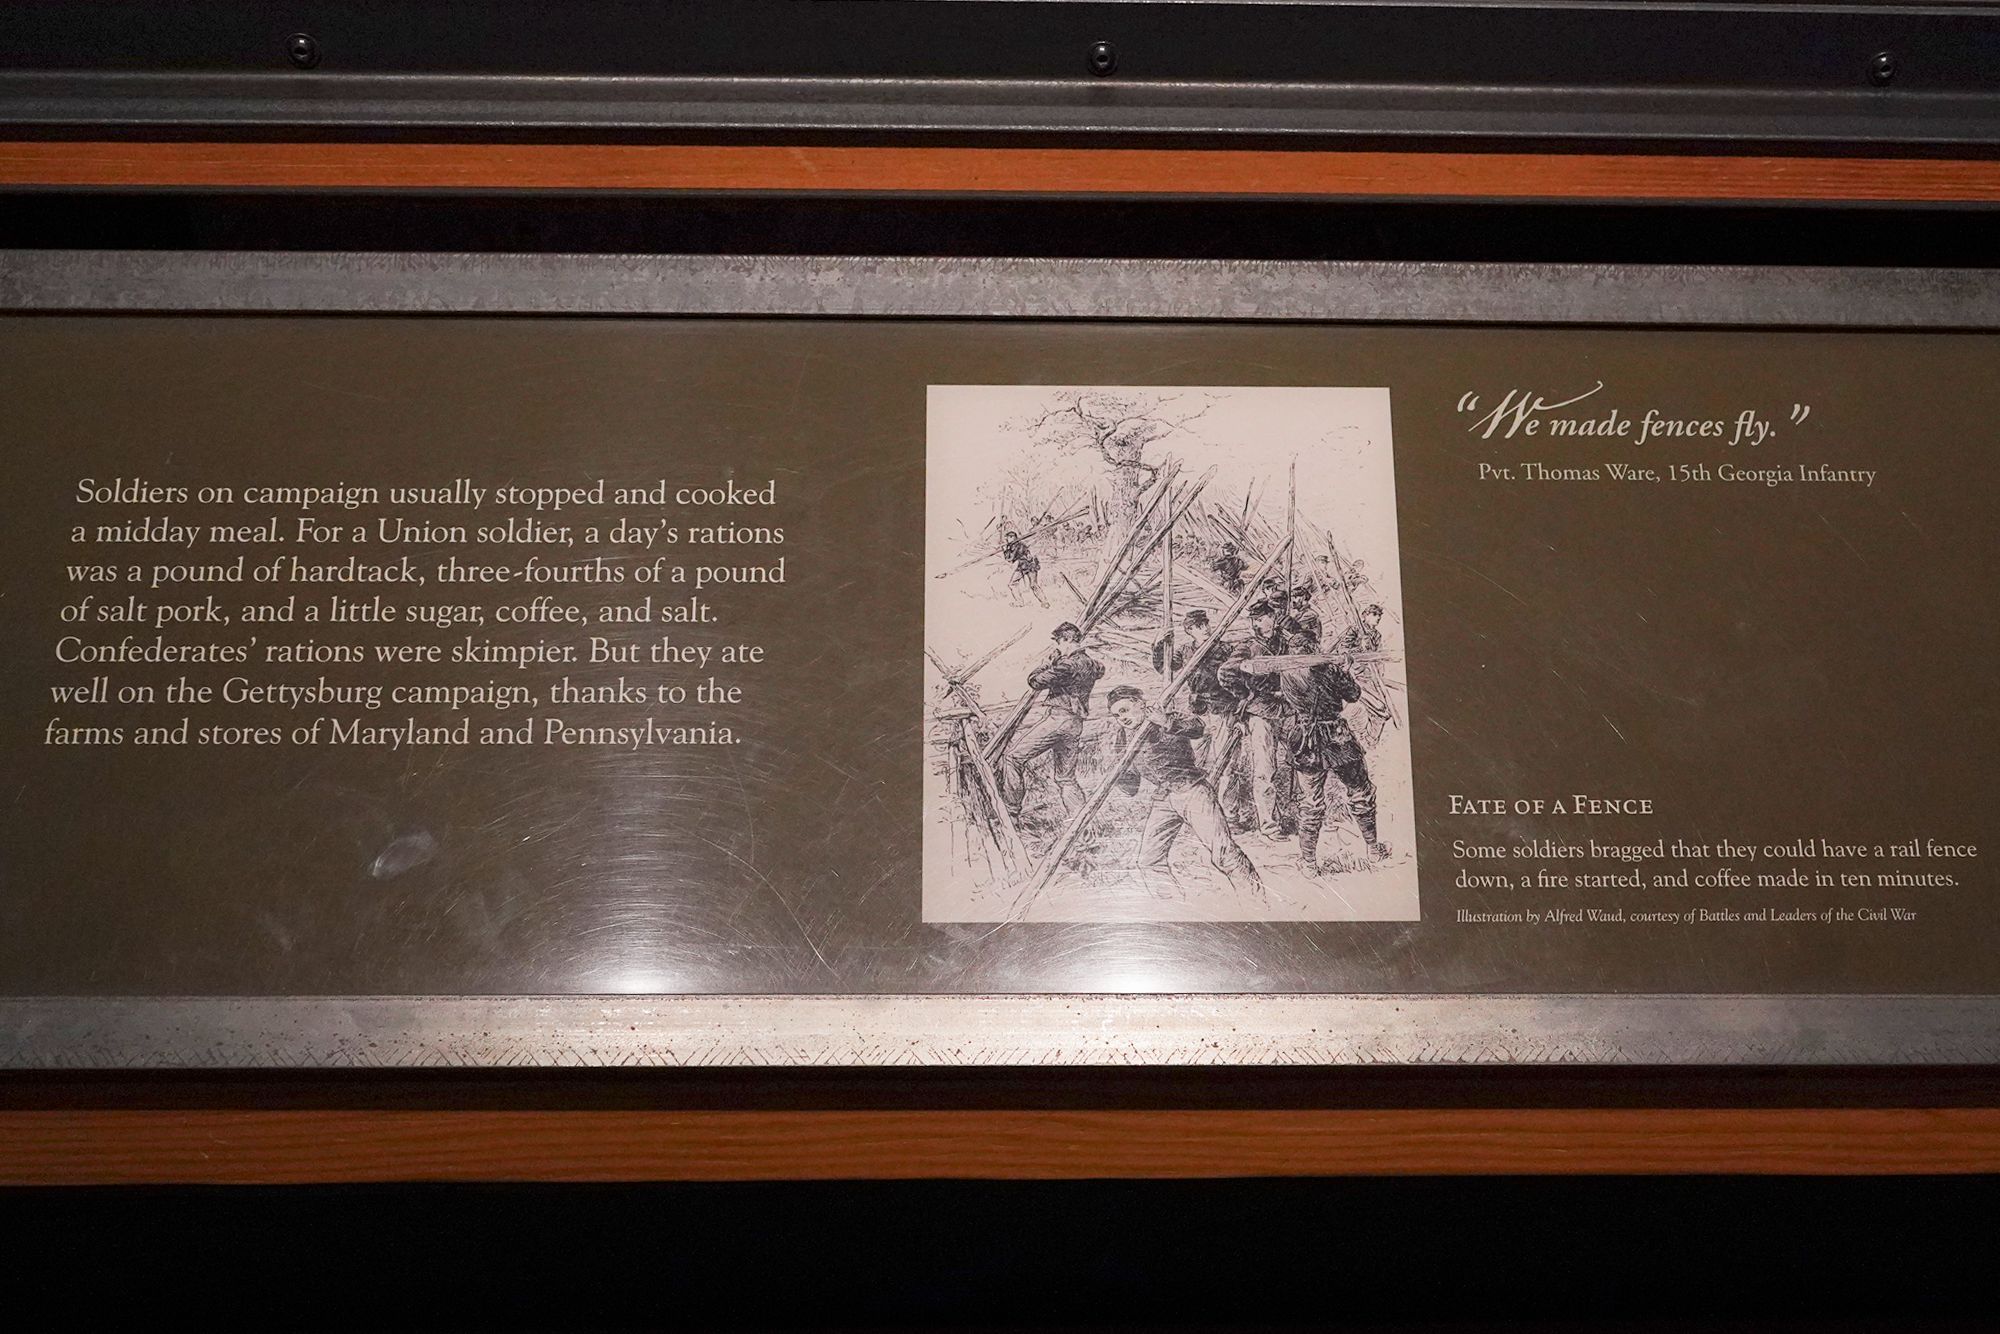 Soldiers on campaign usually stopped and cooked
a midday meal. For a Union soldier, a day's rations
was a pound of hardtack, three-fourths of a pound
of salt pork, and a little sugar, coffee, and salt.
Confederates' rations were skimpier. But they ate
well on the Gettysburg campaign, thanks to the
farms and stores of Maryland and Pennsylvania.
“We made fences fly.”
Pvt. Thomas Ware, 15th Georgia Infantry
FATE OF A FENCE
Some soldiers bragged that they could have a rail fence
down, a fire started, and coffee made in ten minutes.
Illustration by Alfred Waud, courtesy of Battles and Leaders of the Civil War